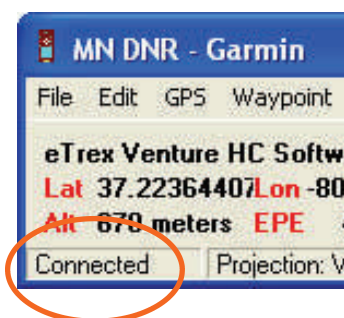 MN DNR - Garmin
File Edit GPS Waypoint
eTrex Venture HC Softw
Lat 37.22364407 Lon -80
Alt 670 meters EPE
Connected Projection: